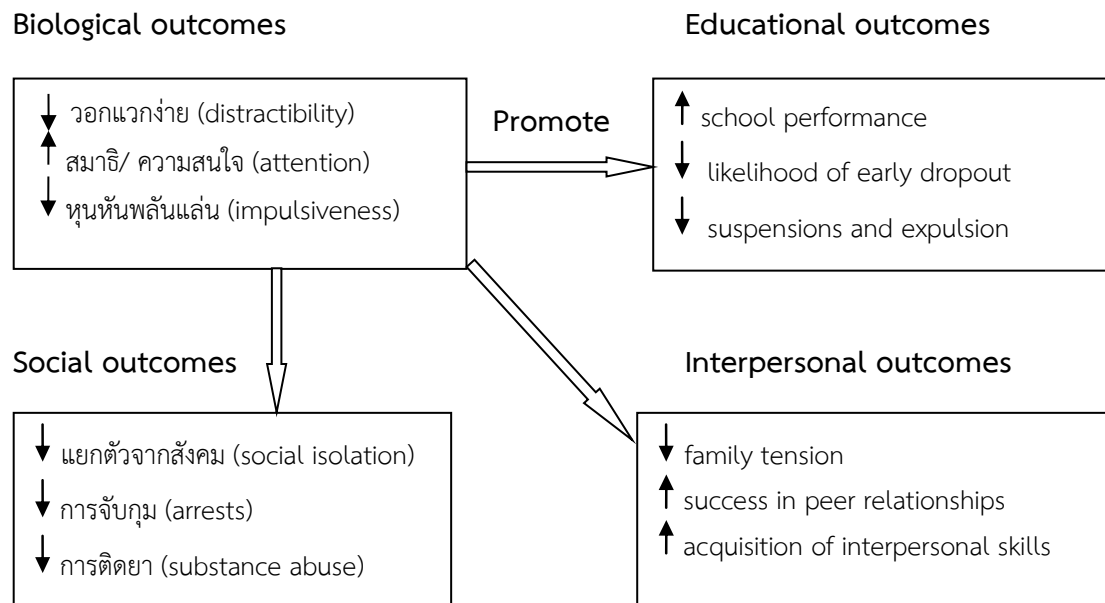 Biological outcomes
↓ วอกแวกง่าย (distractibility)
↑ สมาธิ/ ความสนใจ (attention)
↓ หุนหันพลันแล่น (impulsiveness)
Promote
Educational outcomes
↑ school performance
↓ likelihood of early dropout
↓ suspensions and expulsion
Social outcomes
↓ แยกตัวจากสังคม (social isolation)
↓ การจับกุม (arrests)
↓ การติดยา (substance abuse)
Interpersonal outcomes
↓ family tension
↑ success in peer relationships
↑ acquisition of interpersonal skills